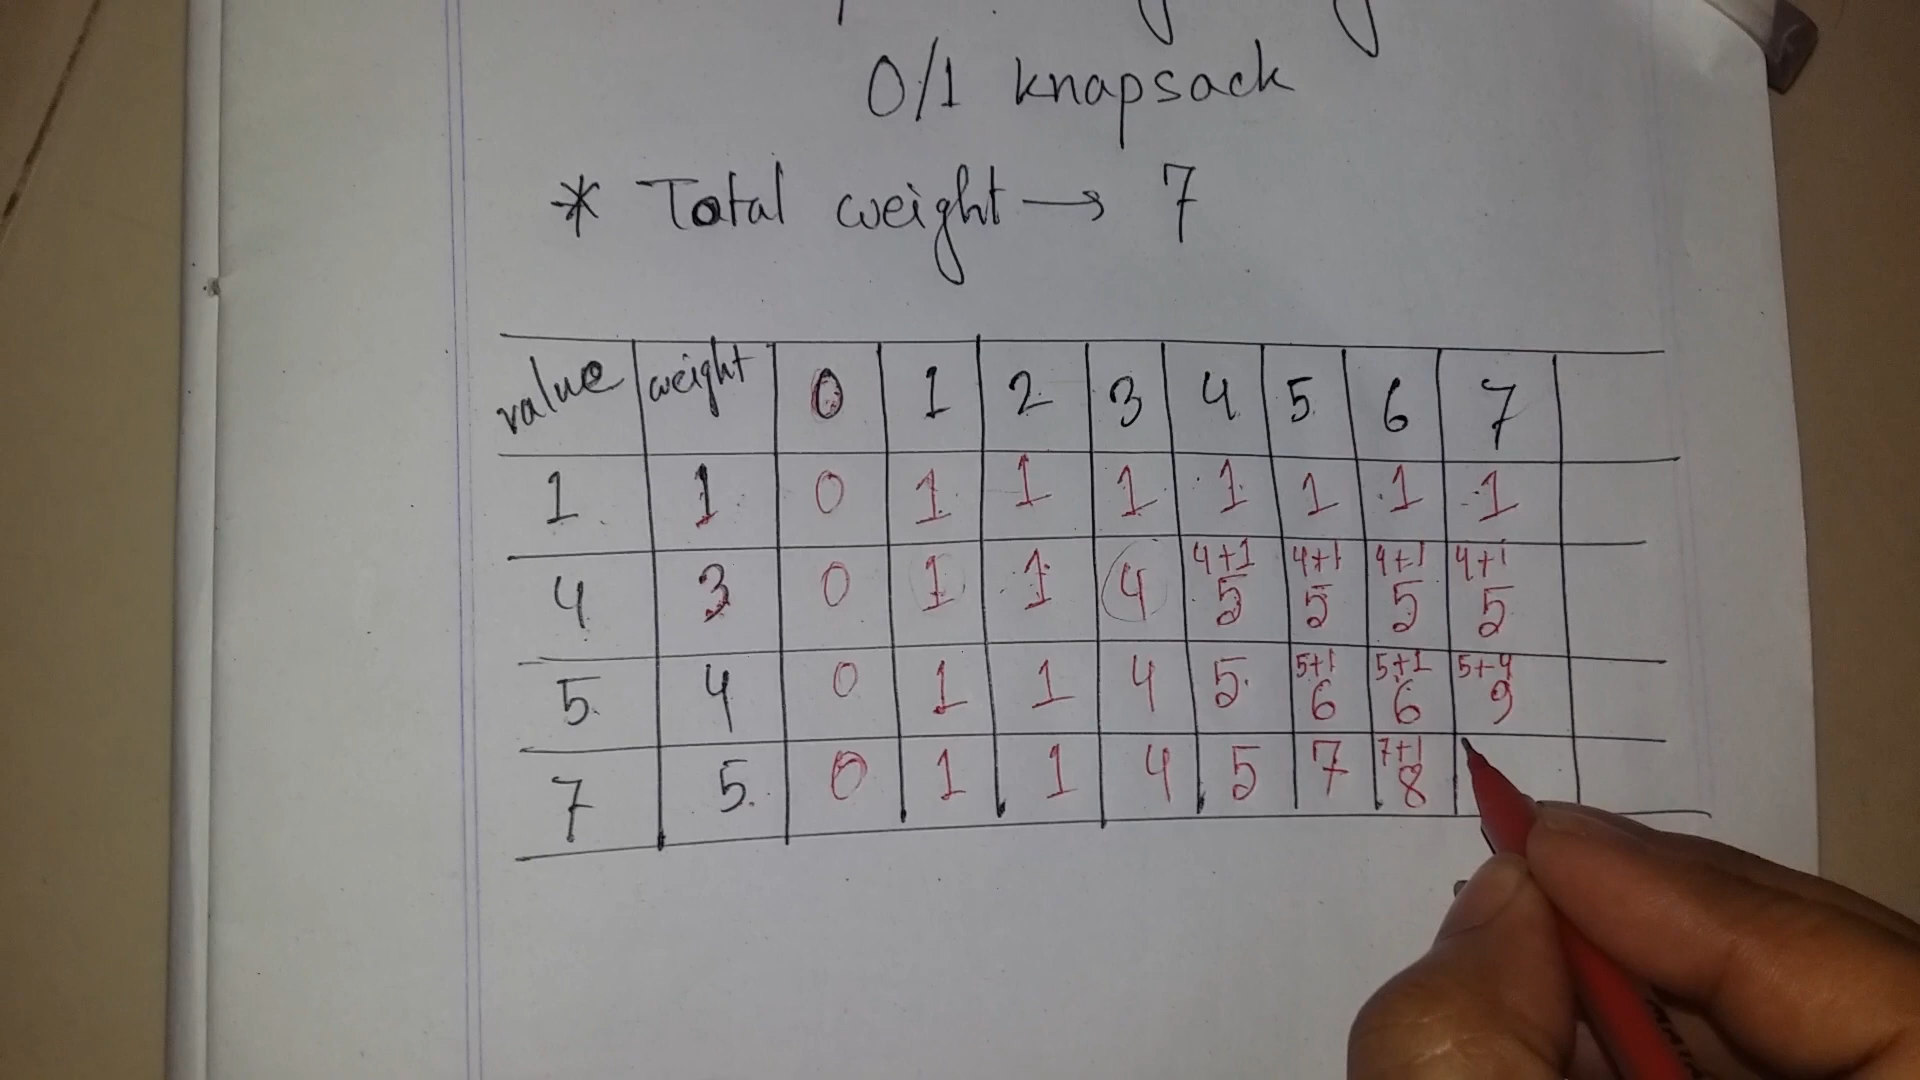 0/1 knapsack
* Total weight → 7
value weight 0 1 2 3 4 5 6 7
1 1 0 1 1 1 1 1 1 1
4 3 0 1 1 4 4+1 5 4+1 5 4+1 5 4+1 5
5 4 0 1 1 4 5 5+1 6 5+1 6 5+4 9
7 5 0 1 1 4 5 7 7+1 8